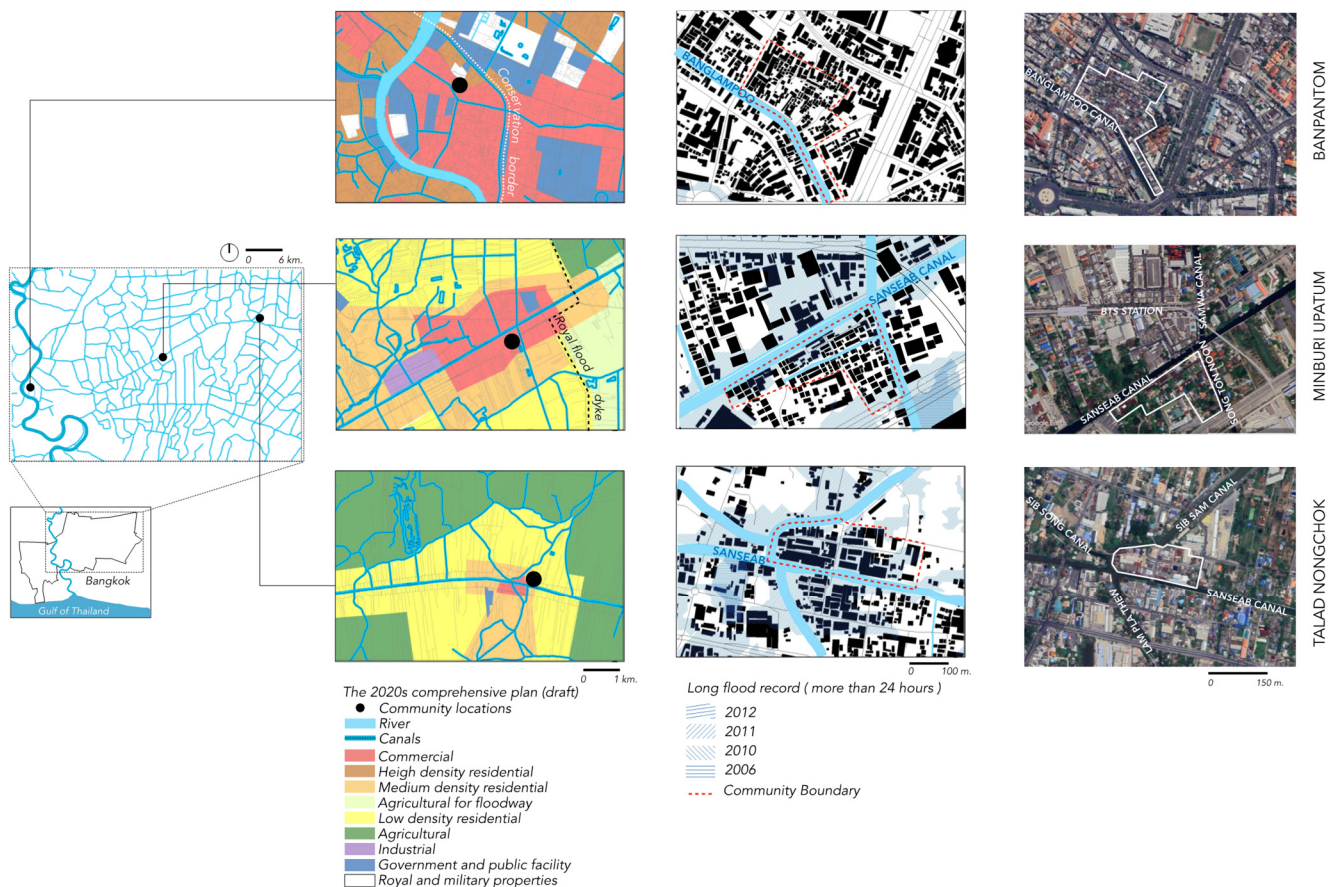 Conservation border
BANGLAMPOO
BANGLAMPOO CANAL
BANPANTOM
0 6 km.
Royal flood dyke
SANSEAB CANAL
BTS STATION
SAMWA CANAL
SANSEAB CANAL
SONG TON NOON
MINBURI UPATUM
Bangkok
Gulf of Thailand
SANSEAB
SIB SONG CANAL
SIB SAM CANAL
LAM PLA THEW
SANSEAB CANAL
TALAD NONGCHOK
0 1 km.
0 100 m.
0 150 m.
The 2020s comprehensive plan (draft)
Community locations
River
Canals
Commercial
Heigh density residential
Medium density residential
Agricultural for floodway
Low density residential
Agricultural
Industrial
Government and public facility
Royal and military properties
Long flood record ( more than 24 hours )
2012
2011
2010
2006
Community Boundary